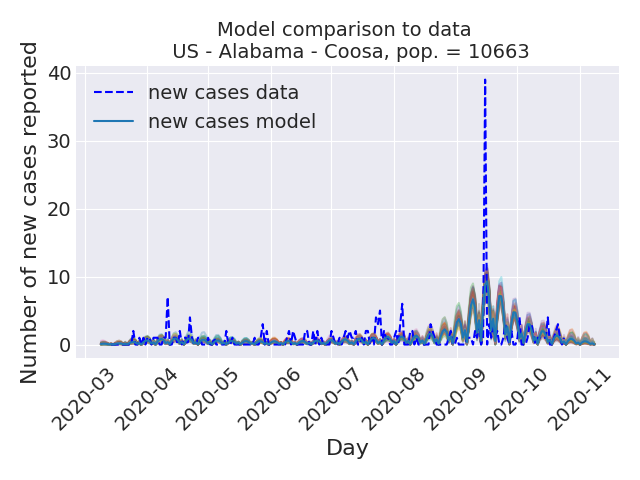 Model comparison to data
US - Alabama - Coosa, pop. = 10663
Number of new cases reported
40
30
20
10
0
new cases data
new cases model
2020-03
2020-04
2020-05
2020-06
2020-07
2020-08
2020-09
2020-10
2020-11
Day